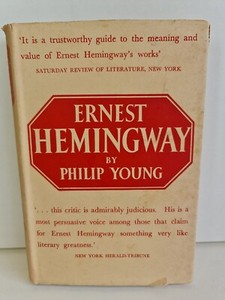 'It is a trustworthy guide to the meaning and
value of Ernest Hemingway's works'
SATURDAY REVIEW OF LITERATURE, NEW YORK
ERNEST
HEMINGWAY
BY
PHILIP YOUNG
'. . . this critic is admirably judicious. His is a
most persuasive voice among those that claim
for Ernest Hemingway something very like
literary greatness.'
NEW YORK HERALD-TRIBUNE